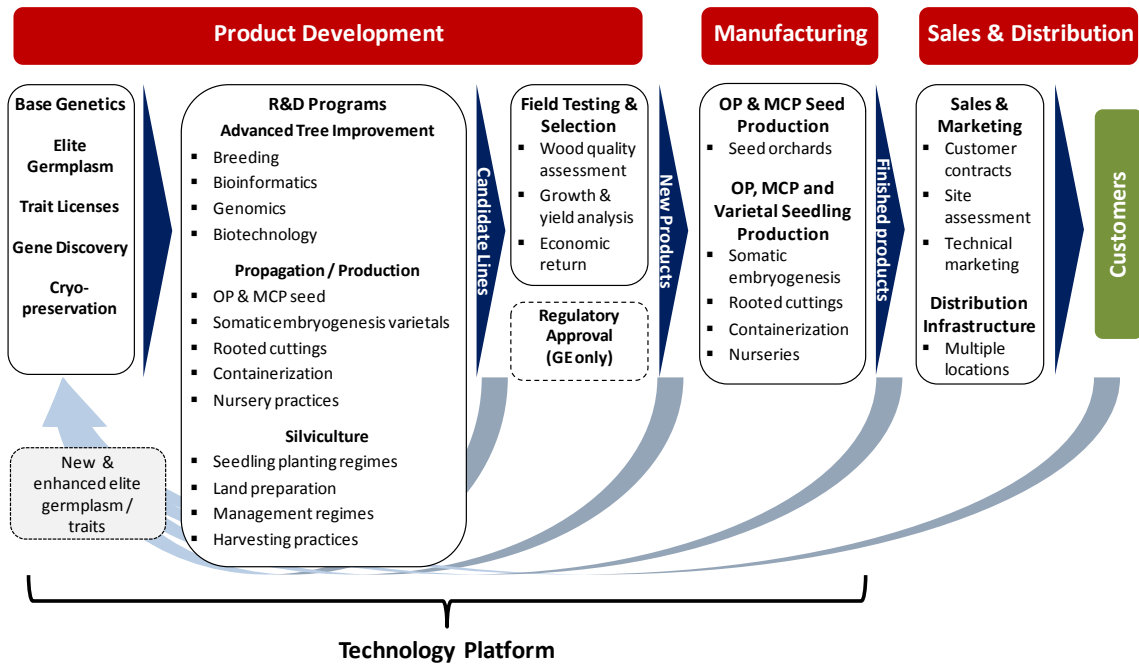 Product Development
Manufacturing
Sales & Distribution
Base Genetics
Elite
Germplasm
Trait Licenses
Gene Discovery
Cryo-
preservation
R&D Programs
Advanced Tree Improvement
▪ Breeding
▪ Bioinformatics
▪ Genomics
▪ Biotechnology
Propagation / Production
▪ OP & MCP seed
▪ Somatic embryogenesis varietals
▪ Rooted cuttings
▪ Containerization
▪ Nursery practices
Silviculture
▪ Seedling planting regimes
▪ Land preparation
▪ Management regimes
▪ Harvesting practices
Candidate Lines
Field Testing &
Selection
▪ Wood quality
assessment
▪ Growth &
yield analysis
▪ Economic
return
Regulatory
Approval
(GE only)
New Products
OP & MCP Seed
Production
▪ Seed orchards
OP, MCP and
Varietal Seedling
Production
▪ Somatic
embryogenesis
▪ Rooted cuttings
▪ Containerization
▪ Nurseries
Finished products
Sales &
Marketing
▪ Customer
contracts
▪ Site
assessment
▪ Technical
marketing
Distribution
Infrastructure
▪ Multiple
locations
Customers
New & 
enhanced elite
germplasm /
traits
Technology Platform